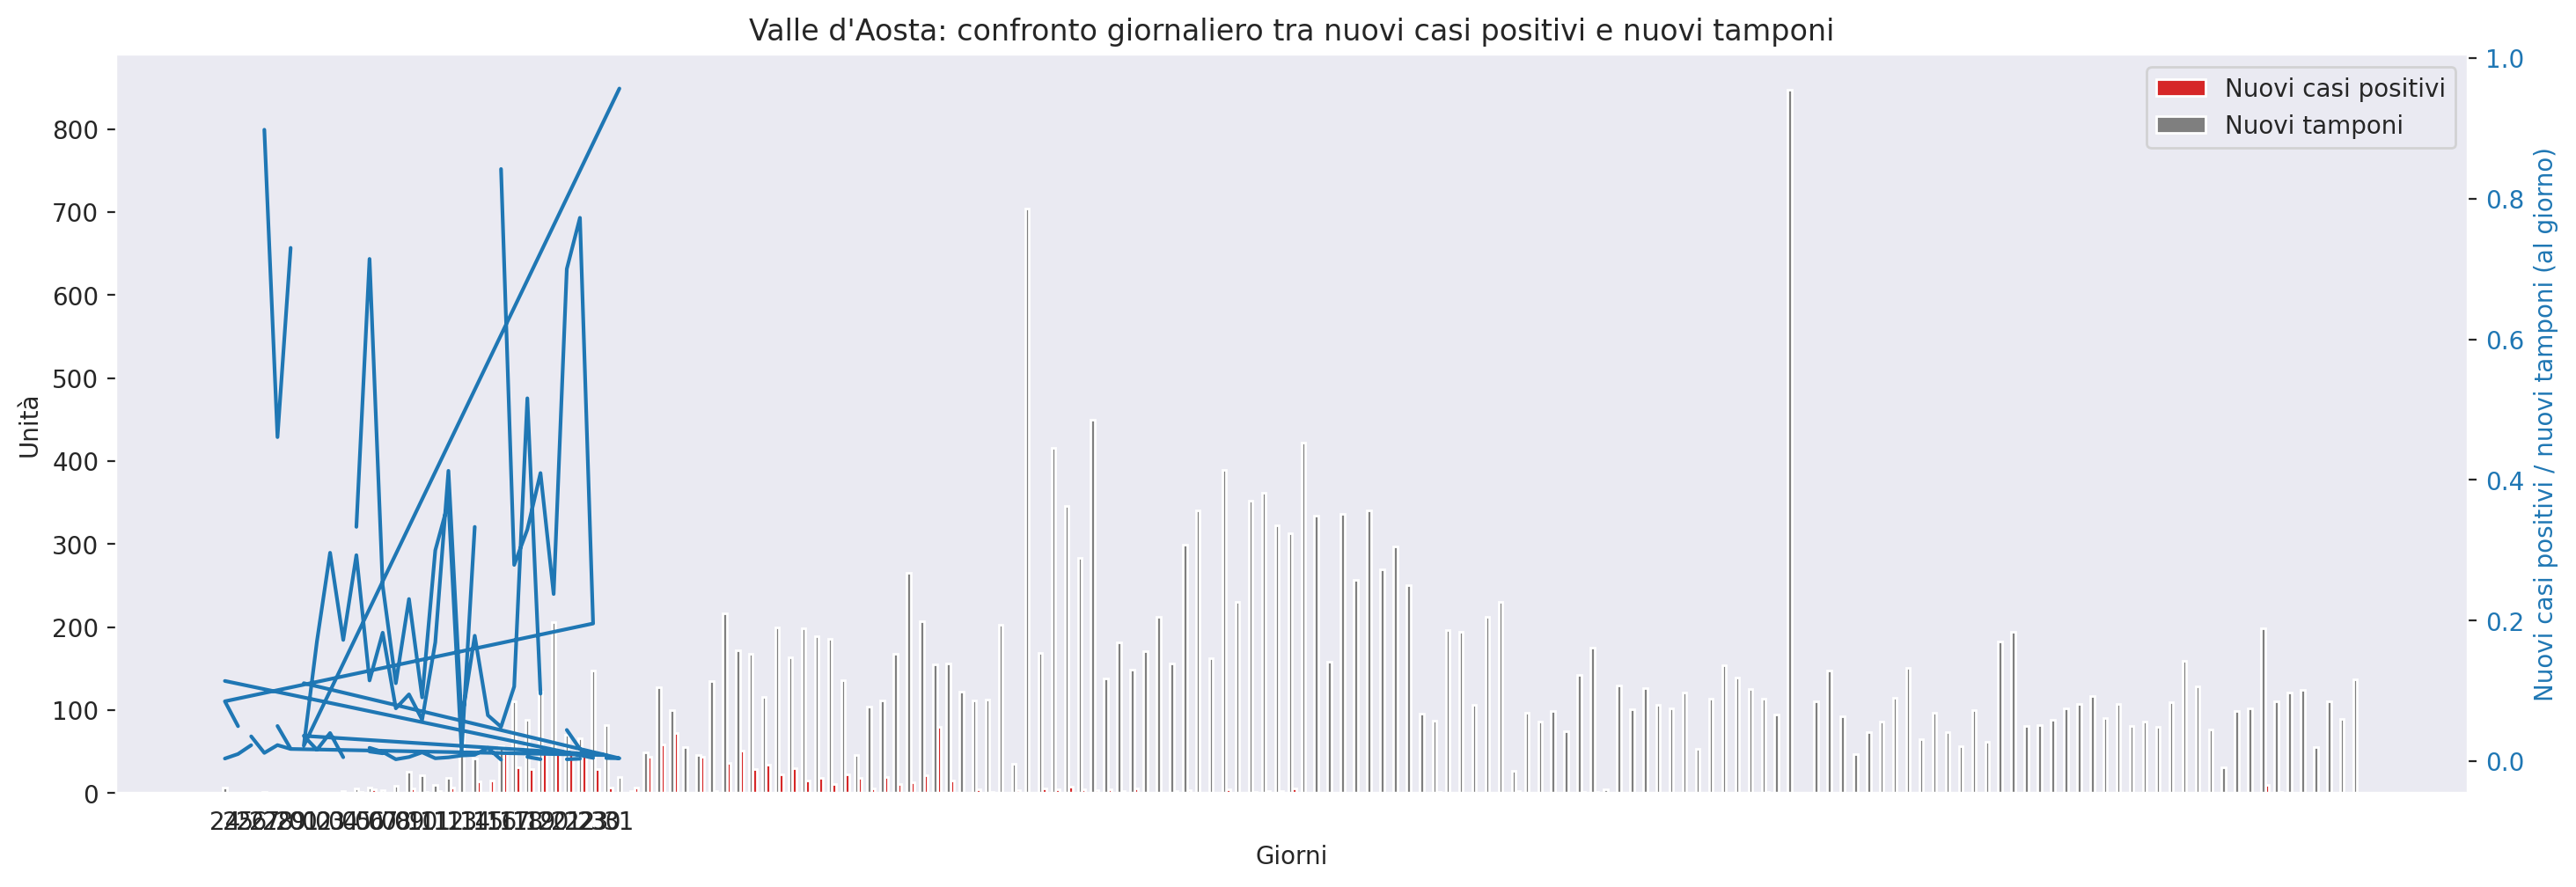 Valle d'Aosta: confronto giornaliero tra nuovi casi positivi e nuovi tamponi
Nuovi casi positivi
Nuovi tamponi
Unità
800
700
600
500
400
300
200
100
0
1.0
0.8
0.6
0.4
0.2
0.0
Nuovi casi positivi / nuovi tamponi (al giorno)
Giorni